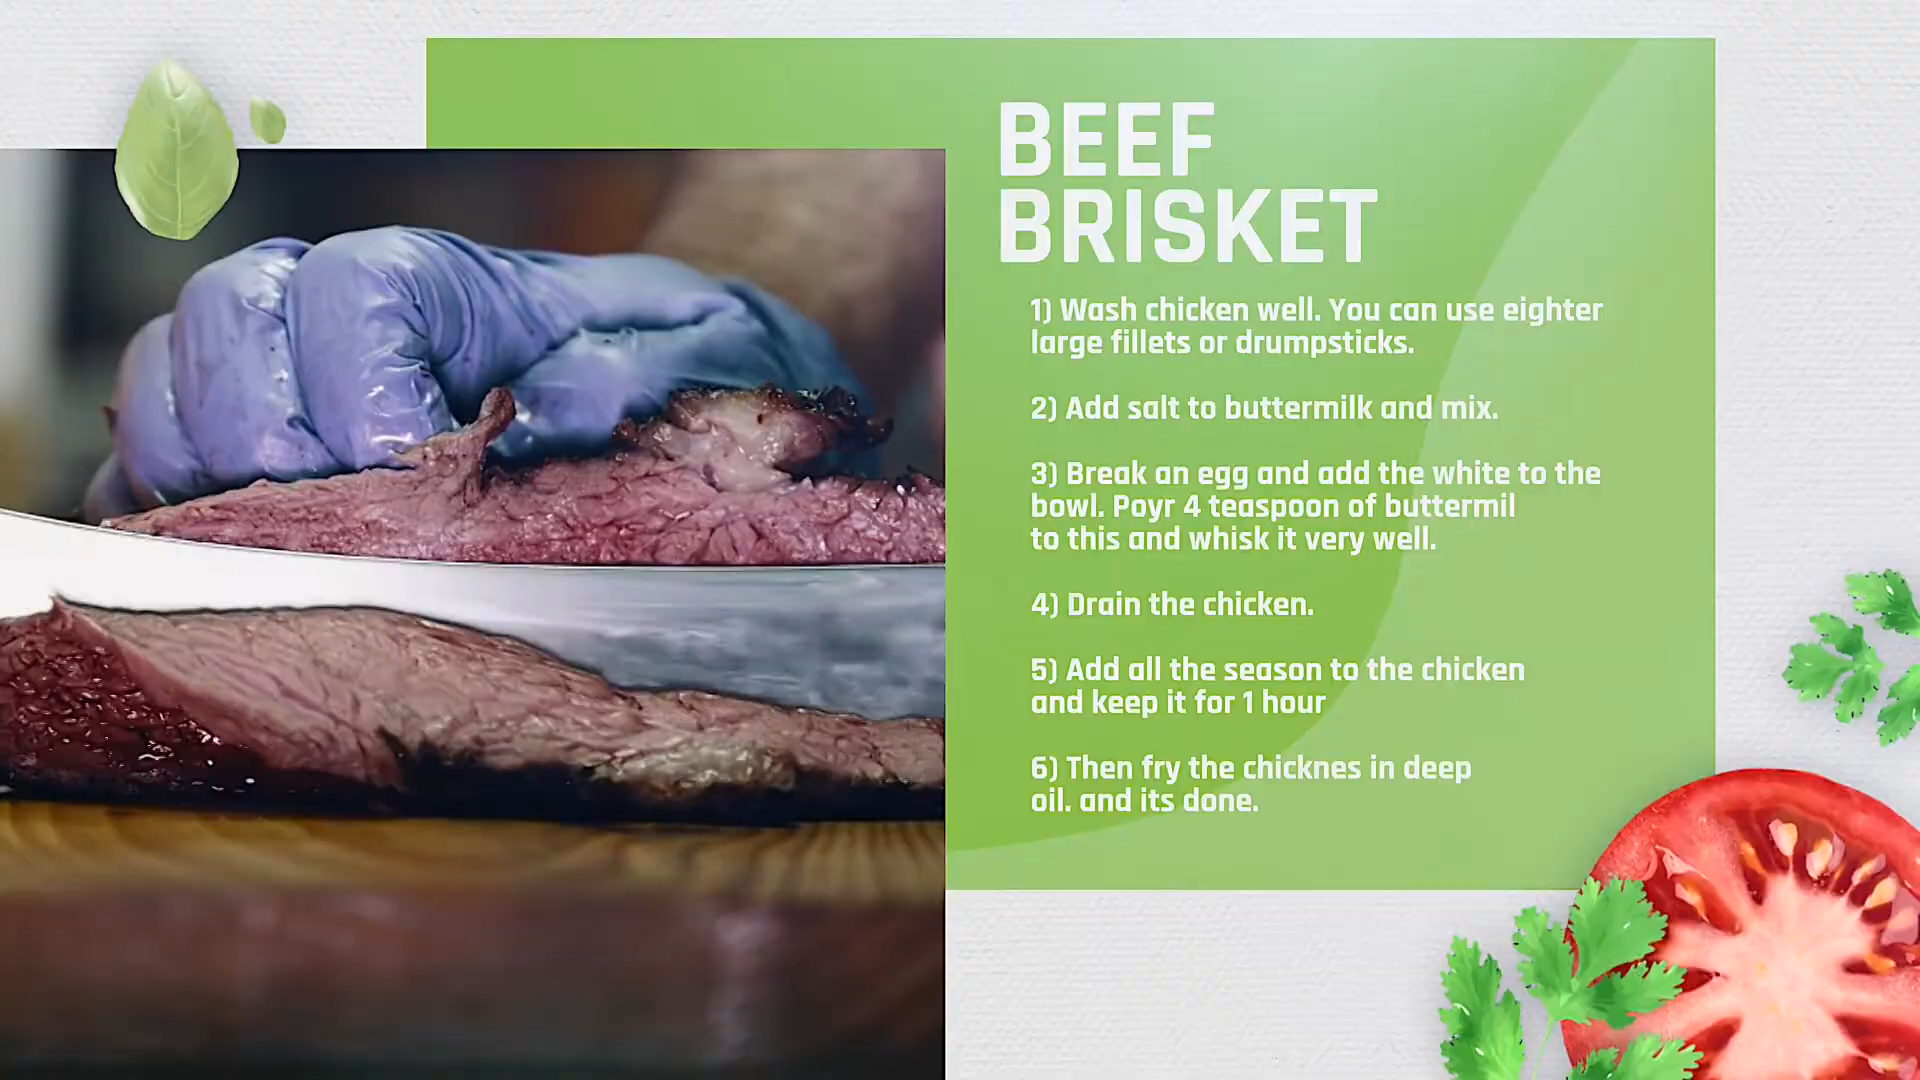 BEEF
BRISKET
1) Wash chicken well. You can use eighter
large fillets or drumpsticks.
2) Add salt to buttermilk and mix.
3) Break an egg and add the white to the
bowl. Poyr 4 teaspoon of buttermil
to this and whisk it very well.
4) Drain the chicken.
5) Add all the season to the chicken
and keep it for 1 hour
6) Then fry the chicknes in deep
oil. and its done.